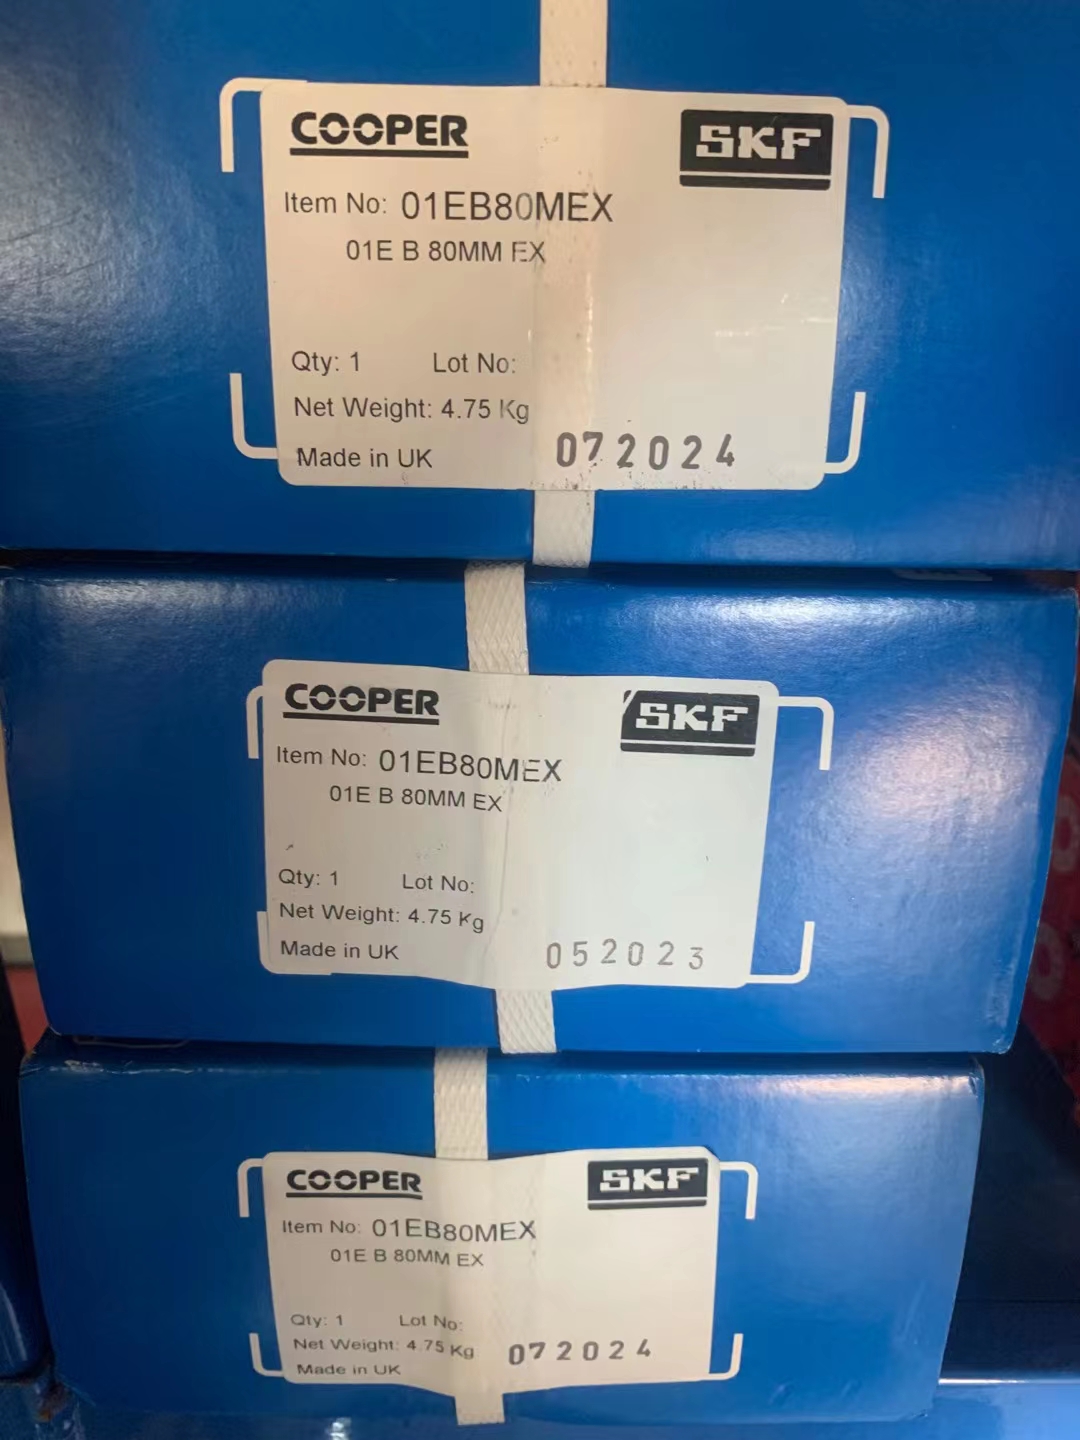 COOPER
SKF
Item No: 01EB80MEX
01E B 80MM EX
Qty: 1 Lot No:
Net Weight: 4.75 Kg
Made in UK 072024
COOPER
SKF
Item No: 01EB80MEX
01E B 80MM EX
Qty: 1 Lot No:
Net Weight: 4.75 Kg
Made in UK 052023
COOPER
SKF
Item No: 01EB80MEX
01E B 80MM EX
Qty: 1 Lot No:
Net Weight: 4.75 Kg 072024
Made in UK